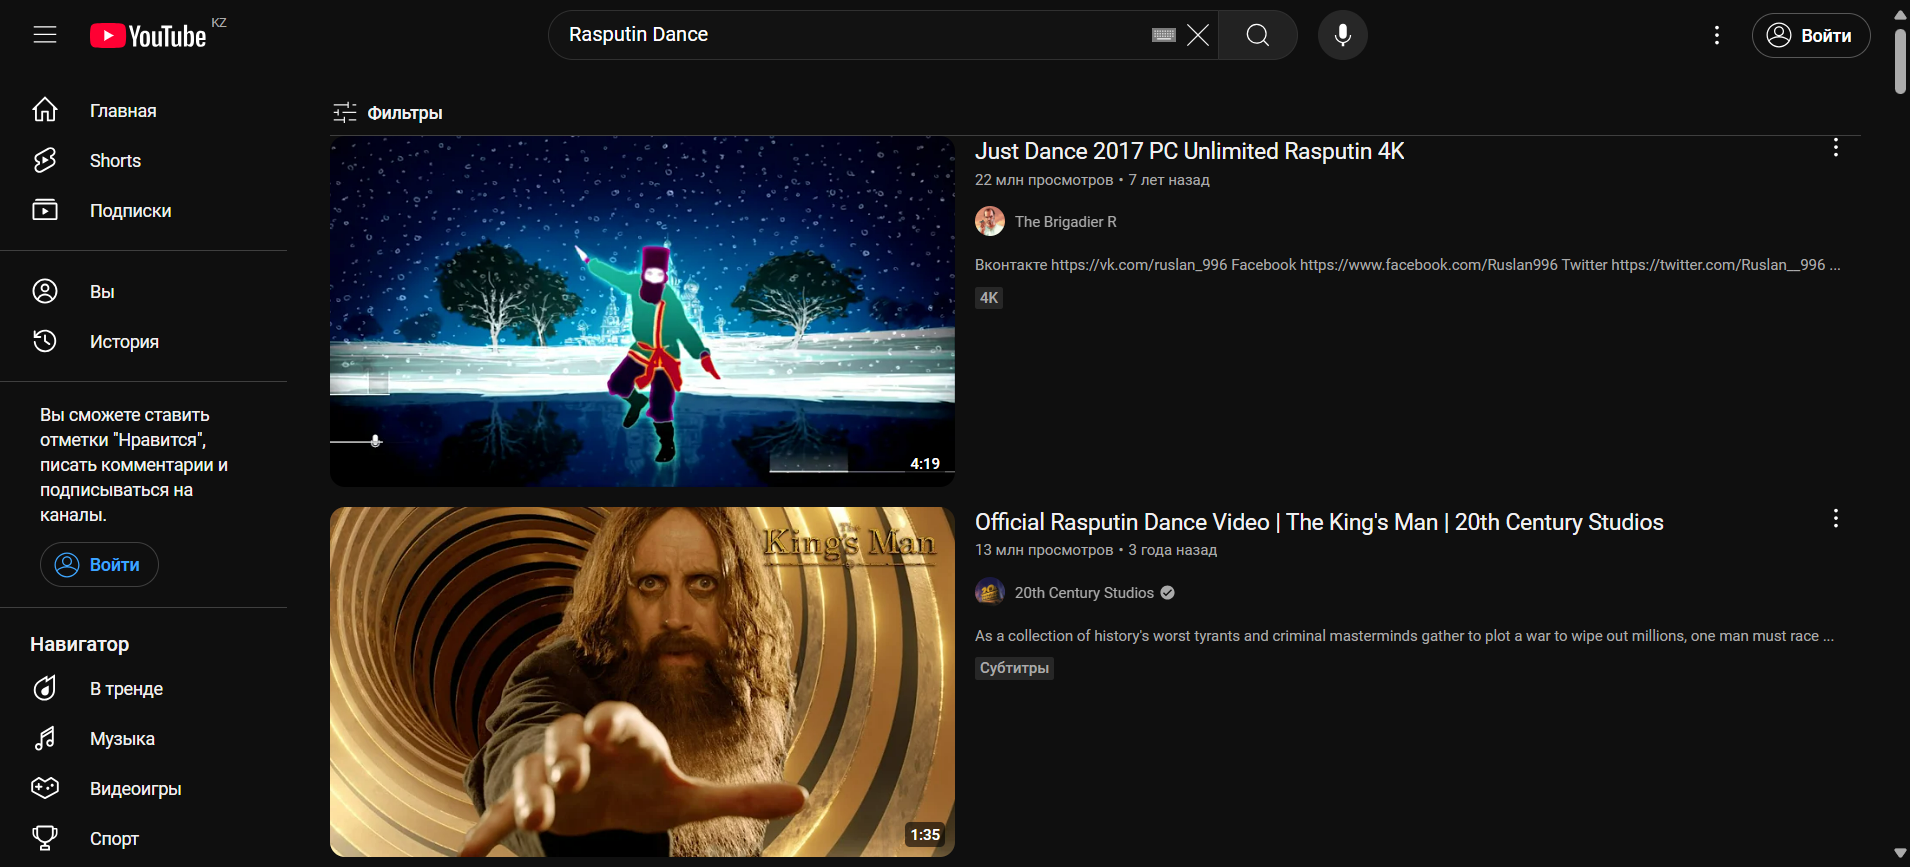 YouTube KZ
Rasputin Dance
Войти
Главная
Shorts
Подписки
Вы
История
Вы сможете ставить
отметки "Нравится",
писать комментарии и
подписываться на
каналы.
Войти
Навигатор
В тренде
Музыка
Видеоигры
Спорт
Фильтры
4:19
Just Dance 2017 PC Unlimited Rasputin 4K
22 млн просмотров • 7 лет назад
The Brigadier R
Вконтакте https://vk.com/ruslan_996 Facebook https://www.facebook.com/Ruslan996 Twitter https://twitter.com/Ruslan__996 ...
4K
The
King's Man
1:35
Official Rasputin Dance Video | The King's Man | 20th Century Studios
13 млн просмотров • 3 года назад
20th Century Studios
As a collection of history's worst tyrants and criminal masterminds gather to plot a war to wipe out millions, one man must race ...
Субтитры